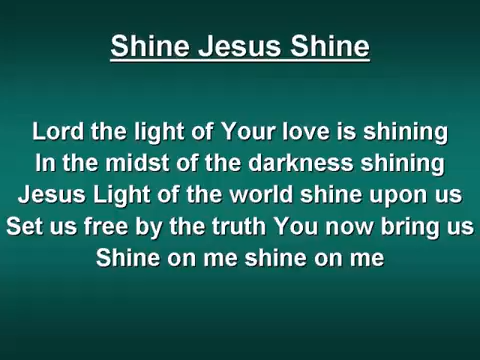 Shine Jesus Shine
Lord the light of Your love is shining
In the midst of the darkness shining
Jesus Light of the world shine upon us
Set us free by the truth You now bring us
Shine on me shine on me